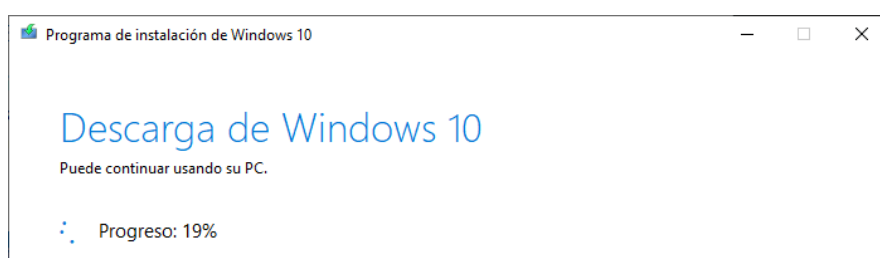 Programa de instalación de Windows 10
Descarga de Windows 10
Puede continuar usando su PC.
Progreso: 19%